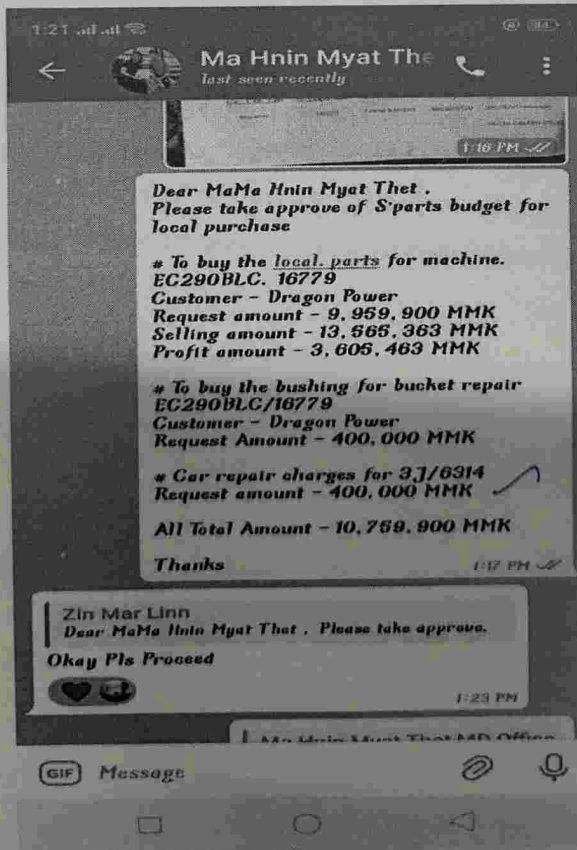 1:21
Ma Hnin Myat The
last seen recently
1:16 PM
Dear MaMa Hnin Myat Thet .
Please take approve of S'parts budget for
local purchase
# To buy the local. parts for machine.
EC290BLC. 16779
Customer - Dragon Power
Request amount - 9,959,900 MMK
Selling amount - 13,565,363 MMK
Profit amount - 3,605,463 MMK
# To buy the bushing for bucket repair
EC290BLC/16779
Customer - Dragon Power
Request Amount - 400,000 MMK
# Car repair charges for 3J/6314
Request amount - 400,000 MMK
All Total Amount - 10,759,900 MMK
Thanks
1:17 PM
Zin Mar Linn
Dear MaMa Hnin Myat Thet , Please take approve.
Okay Pls Proceed
1:23 PM
Ma Hnin Myat Thet MD Office
GIF Message